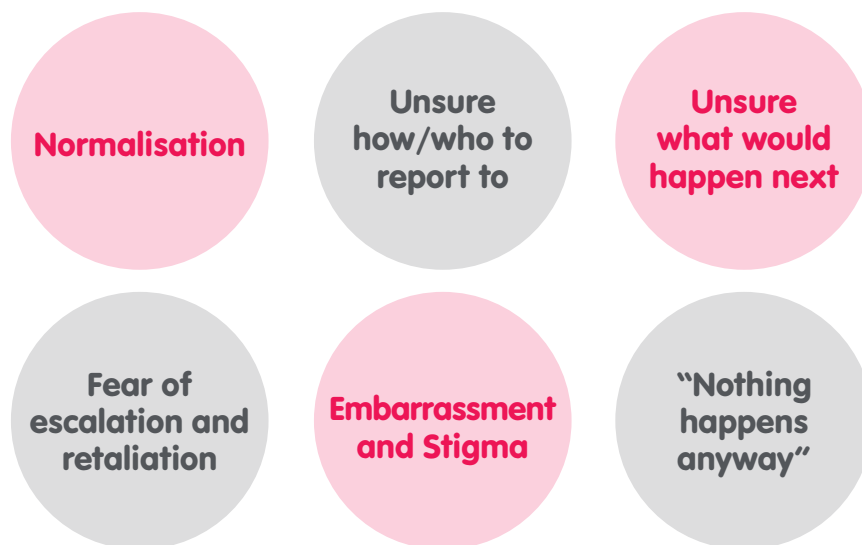 Normalisation
Unsure
how/who to
report to
Unsure
what would
happen next
Fear of
escalation and
retaliation
Embarrassment
and Stigma
“Nothing
happens
anyway”